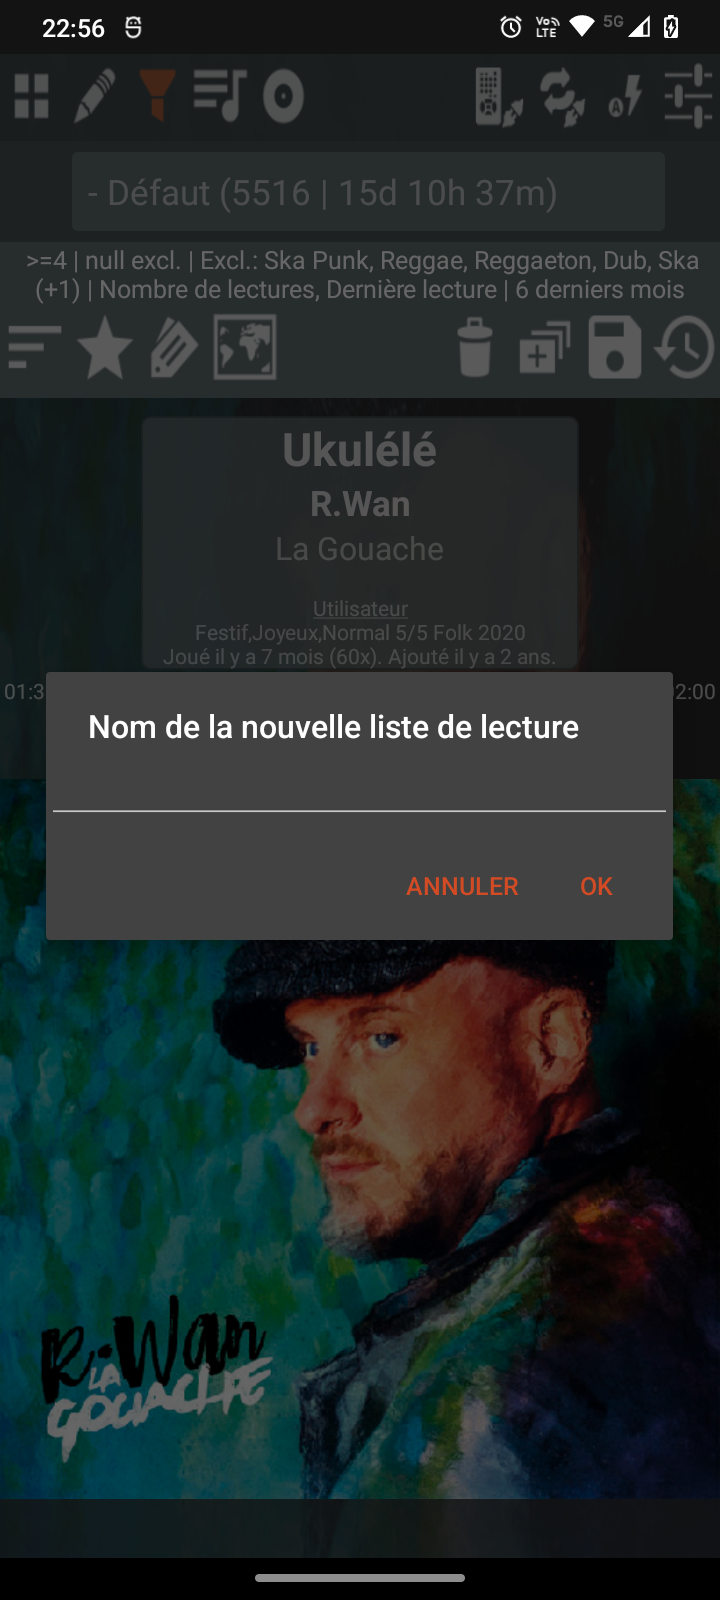 22:56
Vo LTE
5G
A
- Défaut (5516 | 15d 10h 37m)
>=4 | null excl. | Excl.: Ska Punk, Reggae, Reggaeton, Dub, Ska
(+1) | Nombre de lectures, Dernière lecture | 6 derniers mois
Ukulélé
R.Wan
La Gouache
Utilisateur
Festif,Joyeux,Normal 5/5 Folk 2020
Joué il y a 7 mois (60x). Ajouté il y a 2 ans.
01:3
2:00
Nom de la nouvelle liste de lecture
ANNULER OK
R.Wan
LA
GOUACHE